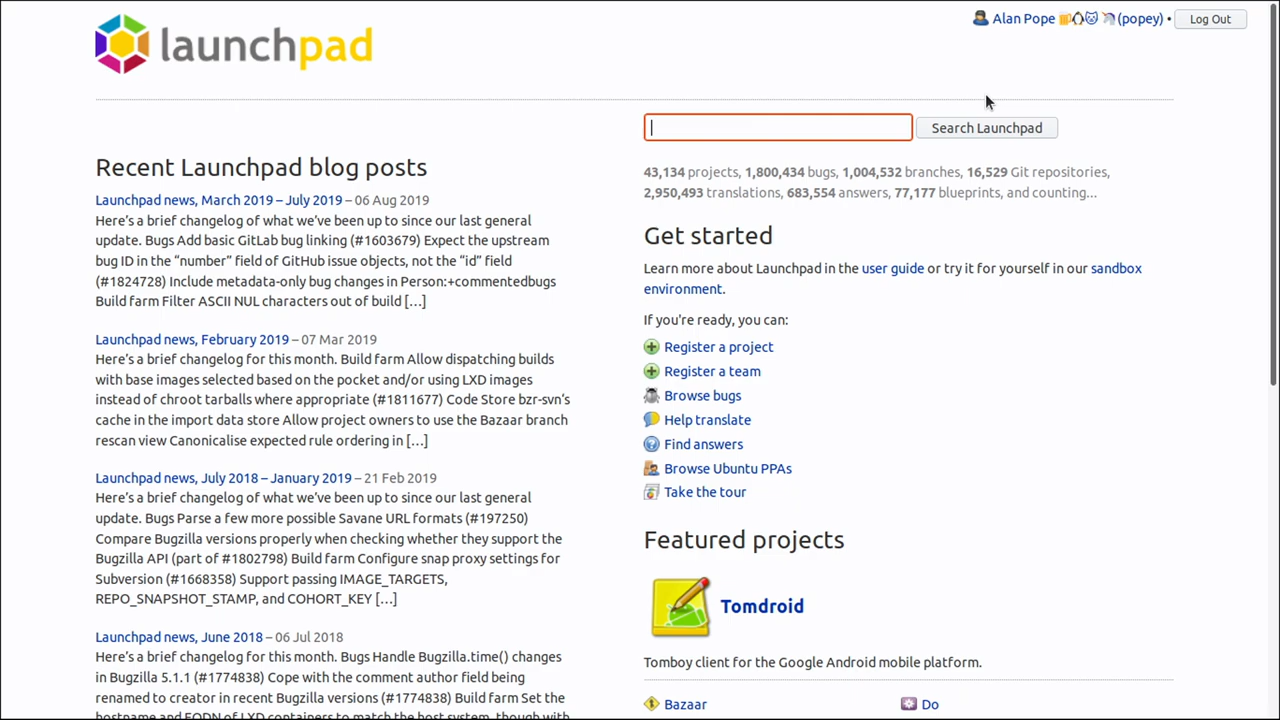 launchpad
Alan Pope 🍺🐧🐱 🦄 (popey) • Log Out
Search Launchpad
43,134 projects, 1,800,434 bugs, 1,004,532 branches, 16,529 Git repositories,
2,950,493 translations, 683,554 answers, 77,177 blueprints, and counting...
Recent Launchpad blog posts
Launchpad news, March 2019 – July 2019 – 06 Aug 2019
Here’s a brief changelog of what we’ve been up to since our last general
update. Bugs Add basic GitLab bug linking (#1603679) Expect the upstream
bug ID in the “number” field of GitHub issue objects, not the “id” field
(#1824728) Include metadata-only bug changes in Person:+commentedbugs
Build farm Filter ASCII NUL characters out of build […]
Launchpad news, February 2019 – 07 Mar 2019
Here’s a brief changelog for this month. Build farm Allow dispatching builds
with base images selected based on the pocket and/or using LXD images
instead of chroot tarballs where appropriate (#1811677) Code Store bzr-svn’s
cache in the import data store Allow project owners to use the Bazaar branch
rescan view Canonicalise expected rule ordering in […]
Launchpad news, July 2018 – January 2019 – 21 Feb 2019
Here’s a brief changelog of what we’ve been up to since our last general
update. Bugs Parse a few more possible Savane URL formats (#197250)
Compare Bugzilla versions properly when checking whether they support the
Bugzilla API (part of #1802798) Build farm Configure snap proxy settings for
Subversion (#1668358) Support passing IMAGE_TARGETS,
REPO_SNAPSHOT_STAMP, and COHORT_KEY […]
Launchpad news, June 2018 – 06 Jul 2018
Here’s a brief changelog for this month. Bugs Handle Bugzilla.time() changes
in Bugzilla 5.1.1 (#1774838) Cope with the comment author field being
renamed to creator in recent Bugzilla versions (#1774838) Build farm Set the
hostname and FQDN of LXD containers to match the host system, though with
Get started
Learn more about Launchpad in the user guide or try it for yourself in our sandbox
environment.
If you're ready, you can:
Register a project
Register a team
Browse bugs
Help translate
Find answers
Browse Ubuntu PPAs
Take the tour
Featured projects
Tomdroid
Tomboy client for the Google Android mobile platform.
Bazaar
Do